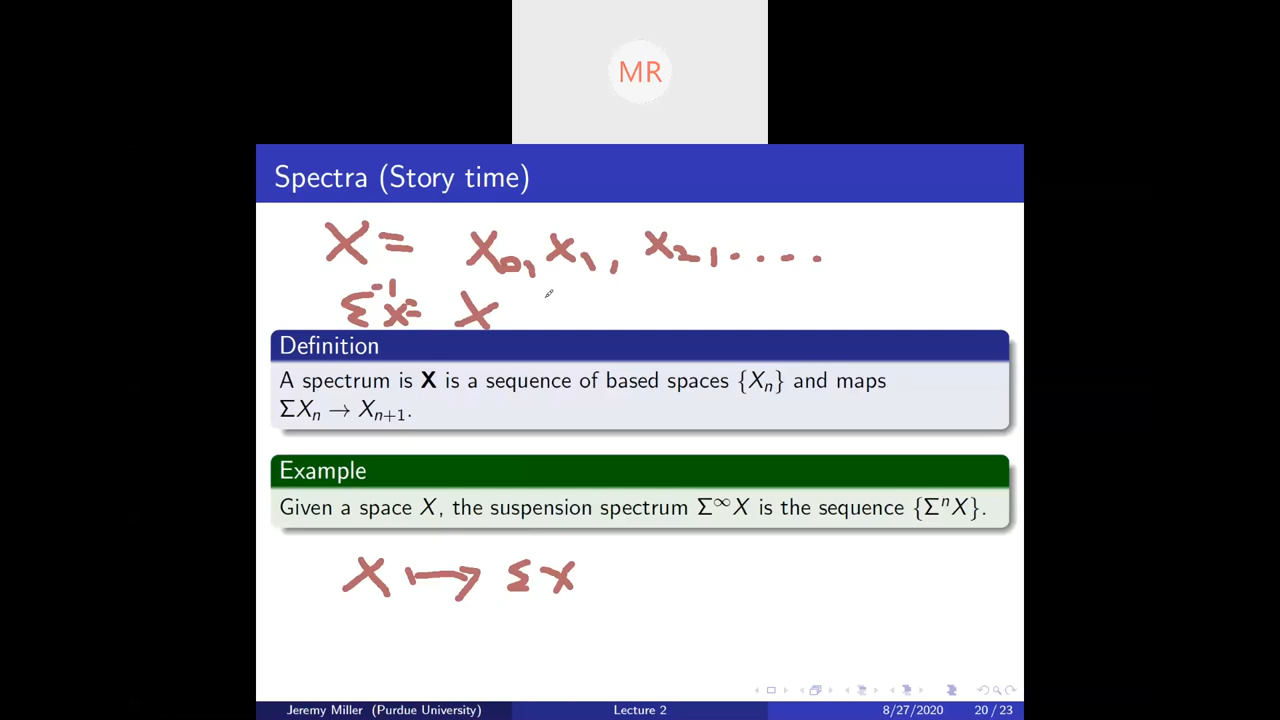 MR
Spectra (Story time)
X = X₀, X₁, X₂, . . . .
Σ⁻¹X = X
Definition
A spectrum is X is a sequence of based spaces {Xₙ} and maps
ΣXₙ → Xₙ₊₁.
Example
Given a space X, the suspension spectrum Σ^∞X is the sequence {ΣⁿX}.
X ↦ ΣX
Jeremy Miller (Purdue University) Lecture 2 8/27/2020 20 / 23